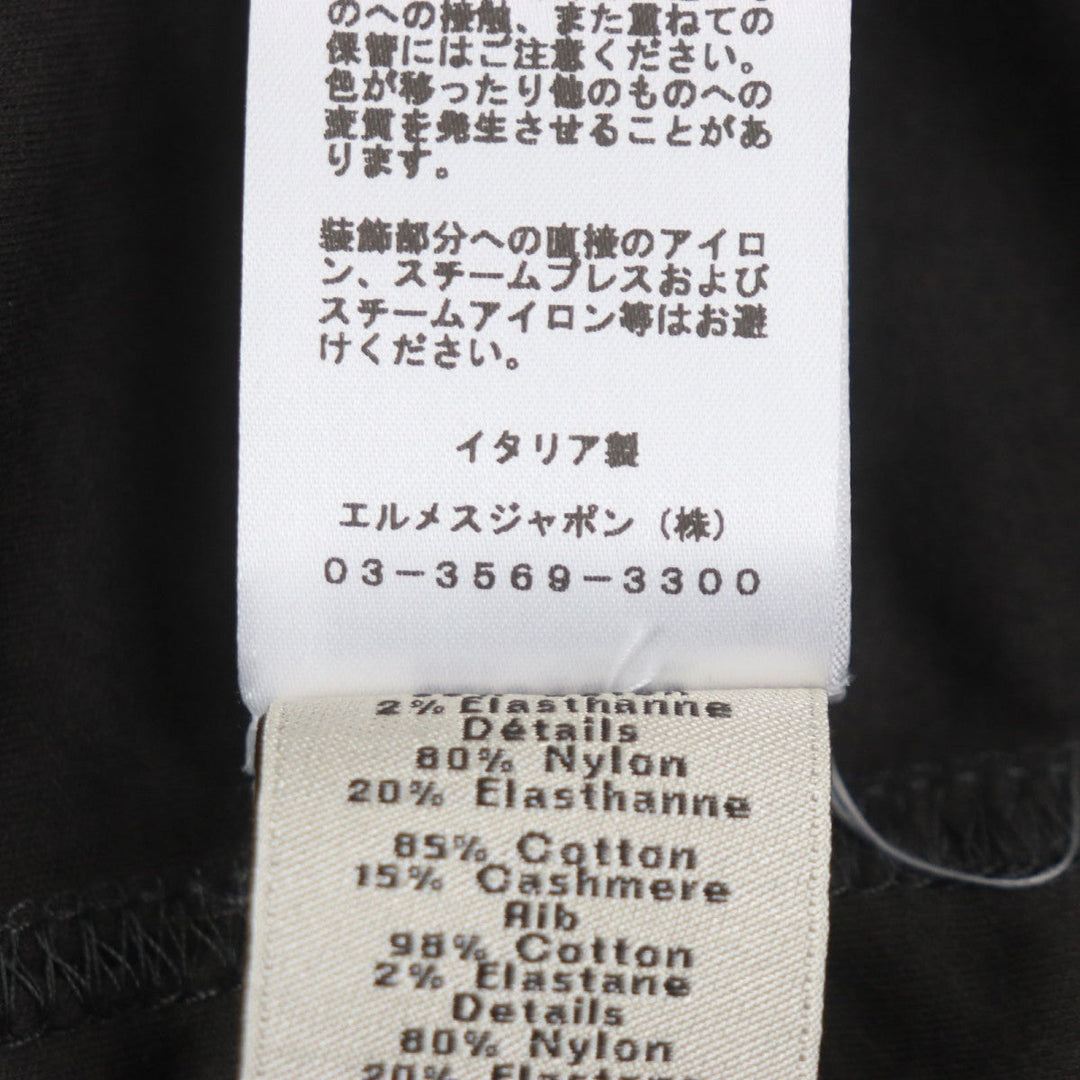 のへの接触、また重ねての
保管にはご注意ください。
色が移ったり他のものへの
変質を発生させることがあ
ります。
装飾部分への直接のアイロ
ン、スチームプレスおよび
スチームアイロン等はお避
けください。
イタリア製
エルメスジャポン（株）
03-3569-3300
2% Elasthanne
Détails
80% Nylon
20% Elasthanne
85% Cotton
15% Cashmere
Rib
98% Cotton
2% Elastane
Details
80% Nylon
20% Elastane